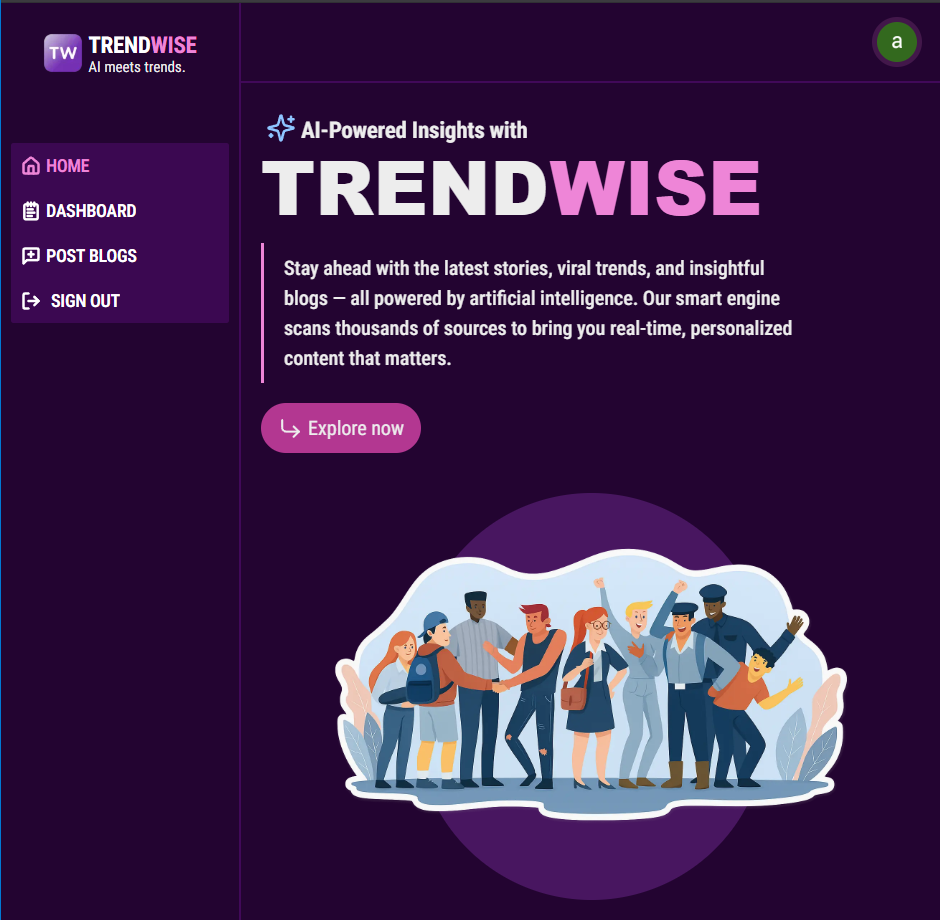 TW
TRENDWISE
AI meets trends.
a
HOME
DASHBOARD
POST BLOGS
SIGN OUT
AI-Powered Insights with
TRENDWISE
Stay ahead with the latest stories, viral trends, and insightful
blogs — all powered by artificial intelligence. Our smart engine
scans thousands of sources to bring you real-time, personalized
content that matters.
Explore now